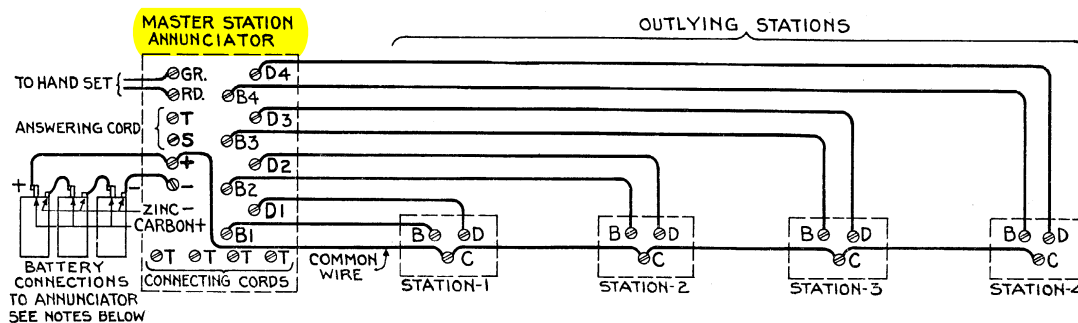 MASTER STATION
ANNUNCIATOR
OUTLYING STATIONS
TO HAND SET
GR.
D4
RD.
B4
ANSWERING CORD
T
D3
S
B3
+
D2
+
-
-
B2
ZINC -
D1
CARBON +
B1
B D
B D
B D
B D
T T T T
C
C
C
C
CONNECTING CORDS
COMMON
WIRE
BATTERY
CONNECTIONS
TO ANNUNCIATOR
SEE NOTES BELOW
STATION-1
STATION-2
STATION-3
STATION-4